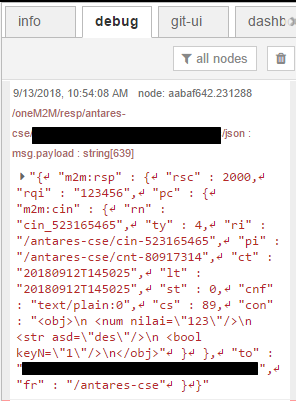 info
debug
git-ui
dashb
all nodes
9/13/2018, 10:54:08 AM node: aabaf642.231288
/oneM2M/resp/antares-
cse/ /json :
msg.payload : string[639]
"{↵ "m2m:rsp" : {↵ "rsc" : 2000,↵
"rqi" : "123456",↵ "pc" : {↵
"m2m:cin" : {↵ "rn" :
"cin_523165465",↵ "ty" : 4,↵ "ri" :
"/antares-cse/cin-523165465",↵ "pi" :
"/antares-cse/cnt-80917314",↵ "ct" :
"20180912T145025",↵ "lt" :
"20180912T145025",↵ "st" : 0,↵ "cnf" :
"text/plain:0",↵ "cs" : 89,↵ "con" :
"<obj>\n <num nilai=\"123\"/>\n
<str asd=\"des\"/>\n <bool
keyN=\"1\"/>\n</obj>"↵ }↵ },↵ "to" :
" ",↵
"fr" : "/antares-cse"↵ }↵}"